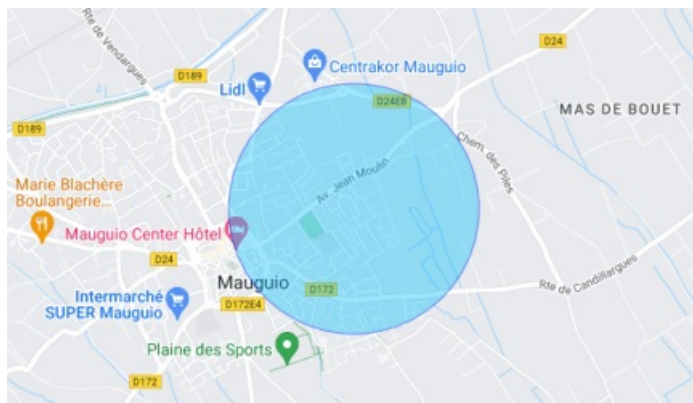 Rte de Vendargues
D24
D189
Centrakor Mauguio
Lidl
D24E8
MAS DE BOUET
D189
Chem. des Piles
Av. Jean Moulin
Marie Blachère
Boulangerie...
Mauguio Center Hôtel
D24
Mauguio
D172
Rte de Candillargues
Intermarché
SUPER Mauguio
D172E4
Plaine des Sports
D172